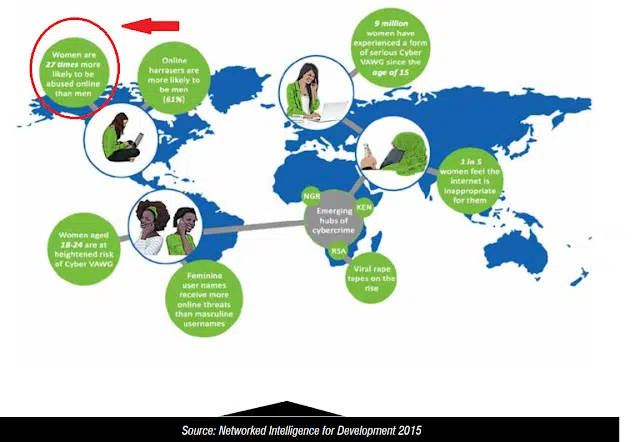 Women are
27 times more
likely to be
abused online
than men
Online
harrasers are
more likely to
be men
(61%)
9 million
women have
experienced a form
of serious Cyber
VAWG since the
age of 15
1 in 5
women feel the
internet is
inappropriate
for them
NGR
KEN
Emerging
hubs of
cybercrime
RSA
Women aged
18-24 are at
heightened risk
of Cyber VAWG
Feminine
user names
receive more
online threats
than masculine
usernames
Viral rape
tapes on the
rise
Source: Networked Intelligence for Development 2015